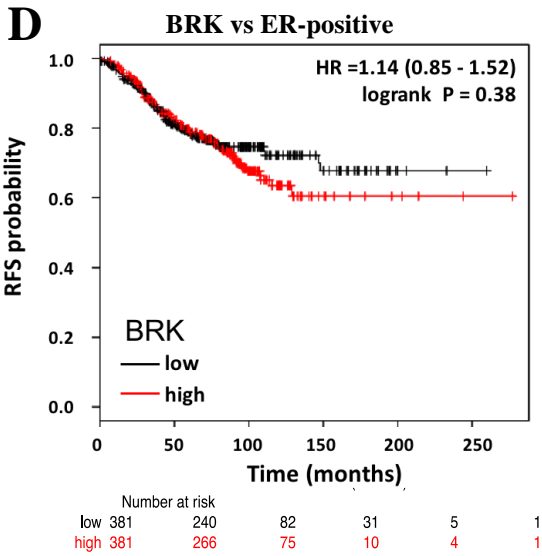 D
BRK vs ER-positive
HR =1.14 (0.85 - 1.52)
logrank P = 0.38
RFS probability
1.0
0.8
0.6
0.4
0.2
0.0
BRK
low
high
0 50 100 150 200 250
Time (months)
Number at risk
low 381 240 82 31 5 1
high 381 266 75 10 4 1